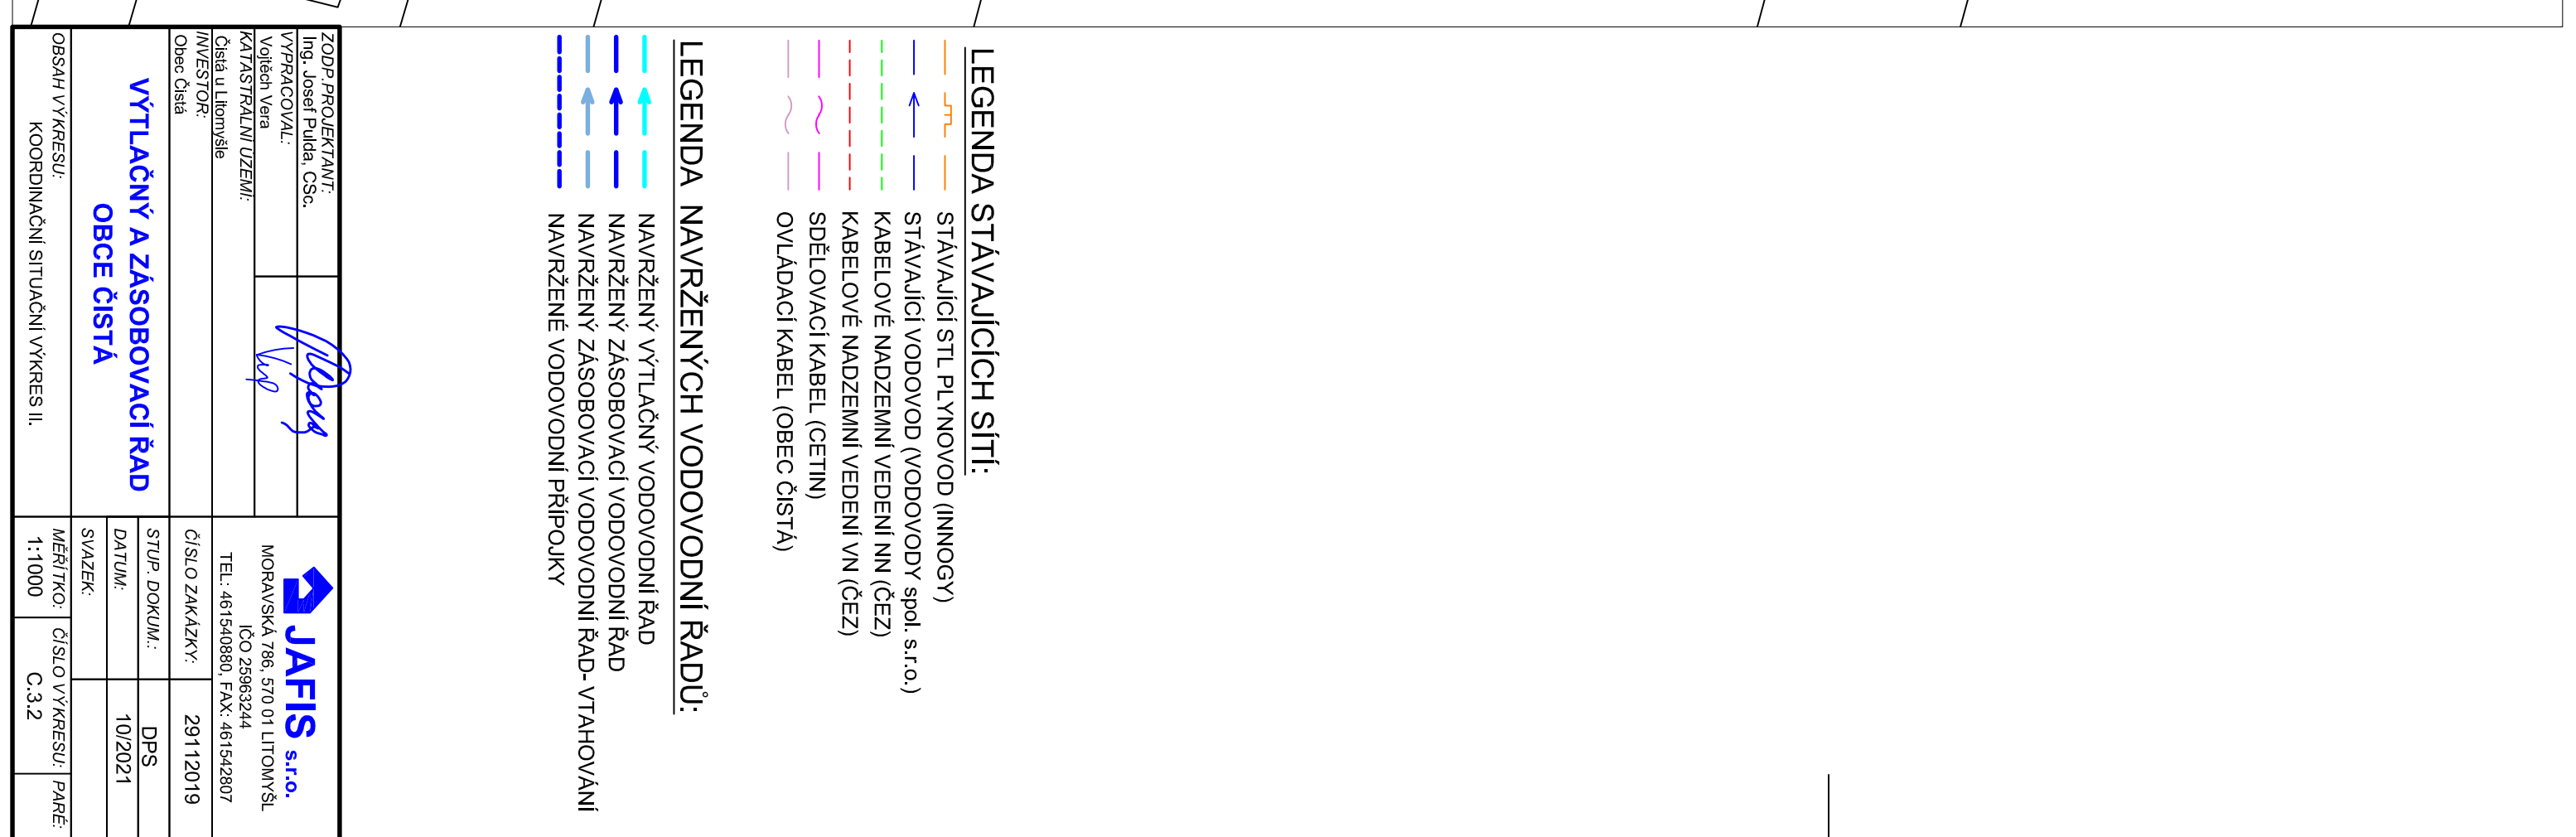 LEGENDA STÁVAJÍCÍCH SÍTÍ:
STÁVAJÍCÍ STL PLYNOVOD (INNOGY)
STÁVAJÍCÍ VODOVOD (VODOVODY spol. s.r.o.)
KABELOVÉ NADZEMNÍ VEDENÍ NN (ČEZ)
KABELOVÉ NADZEMNÍ VEDENÍ VN (ČEZ)
SDĚLOVACÍ KABEL (CETIN)
OVLÁDACÍ KABEL (OBEC ČISTÁ)
LEGENDA NAVRŽENÝCH VODOVODNÍ ŘADŮ:
NAVRŽENÝ VÝTLAČNÝ VODOVODNÍ ŘAD
NAVRŽENÝ ZÁSOBOVACÍ VODOVODNÍ ŘAD
NAVRŽENÝ ZÁSOBOVACÍ VODOVODNÍ ŘAD- VTAHOVÁNÍ
NAVRŽENÉ VODOVODNÍ PŘÍPOJKY
ZODP.PROJEKTANT:
Ing. Josef Pulda, CSc.
VYPRACOVAL:
Vojtěch Vera
KATASTRÁLNÍ ÚZEMÍ:
Čistá u Litomyšle
INVESTOR:
Obec Čistá
JAFIS s.r.o.
MORAVSKÁ 786, 570 01 LITOMYŠL
IČO 25963244
TEL: 461540880, FAX: 461542807
VÝTLAČNÝ A ZÁSOBOVACÍ ŘAD
OBCE ČISTÁ
ČÍSLO ZAKÁZKY: 29112019
STUP. DOKUM.: DPS
DATUM: 10/2021
SVAZEK:
OBSAH VÝKRESU:
KOORDINAČNÍ SITUAČNÍ VÝKRES II.
MĚŘÍTKO: ČÍSLO VÝKRESU: PARÉ:
1:1000 C.3.2